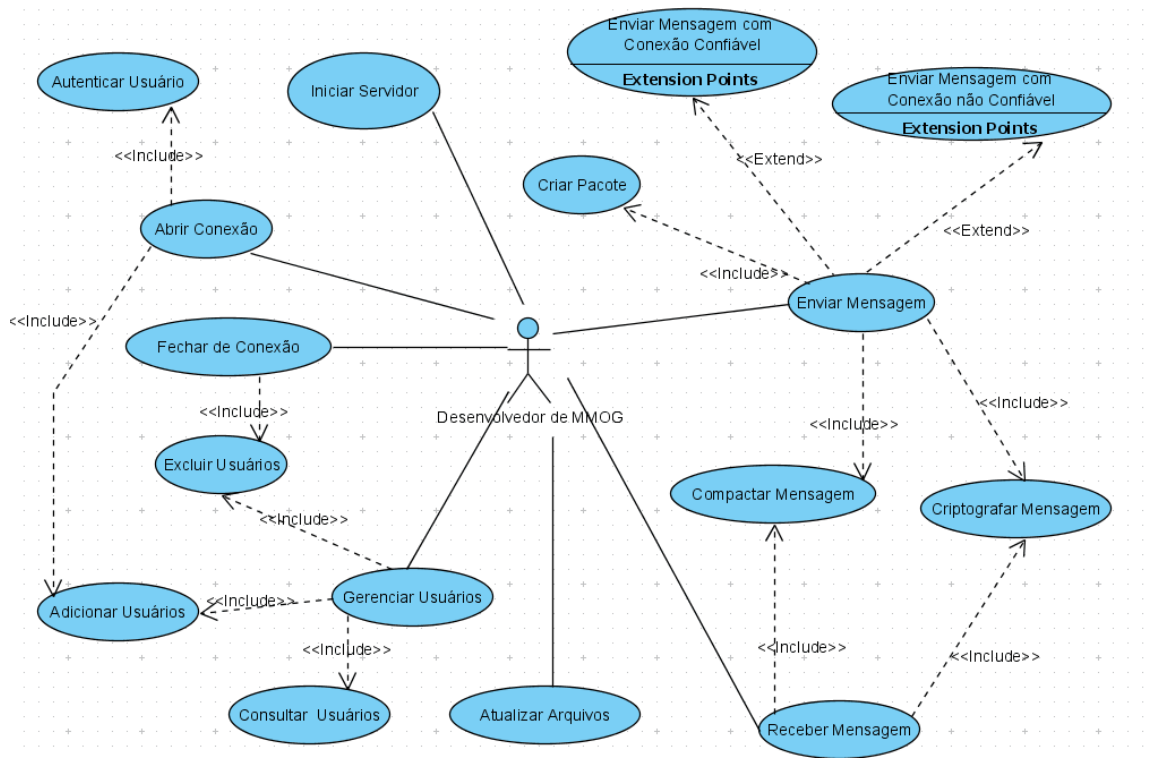 Enviar Mensagem com
Conexão Confiável
Extension Points
Autenticar Usuário
Iniciar Servidor
Enviar Mensagem com
Conexão não Confiável
Extension Points
<<Include>>
<<Extend>>
Criar Pacote
Abrir Conexão
<<Extend>>
<<Include>>
Enviar Mensagem
<<Include>>
Fechar de Conexão
<<Include>>
Desenvolvedor de MMOG
<<Include>>
<<Include>>
Excluir Usuários
Compactar Mensagem
Criptografar Mensagem
<<Include>>
Adicionar Usuários
<<Include>>
Gerenciar Usuários
<<Include>>
<<Include>>
<<Include>>
Consultar Usuários
Atualizar Arquivos
Receber Mensagem